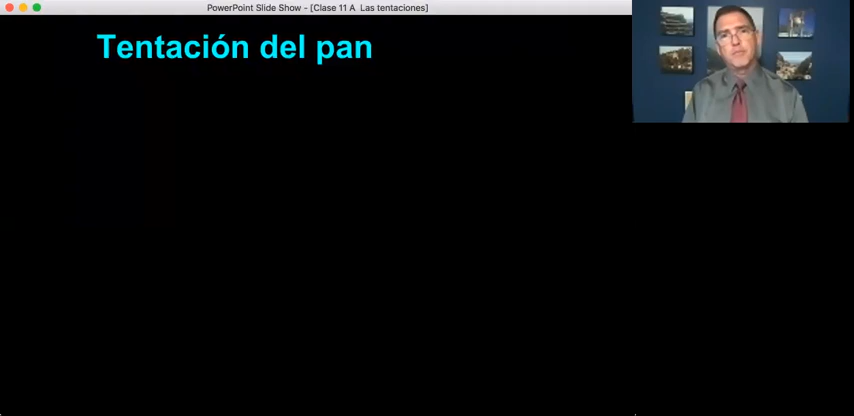 PowerPoint Slide Show - [Clase 11 A Las tentaciones]
Tentación del pan